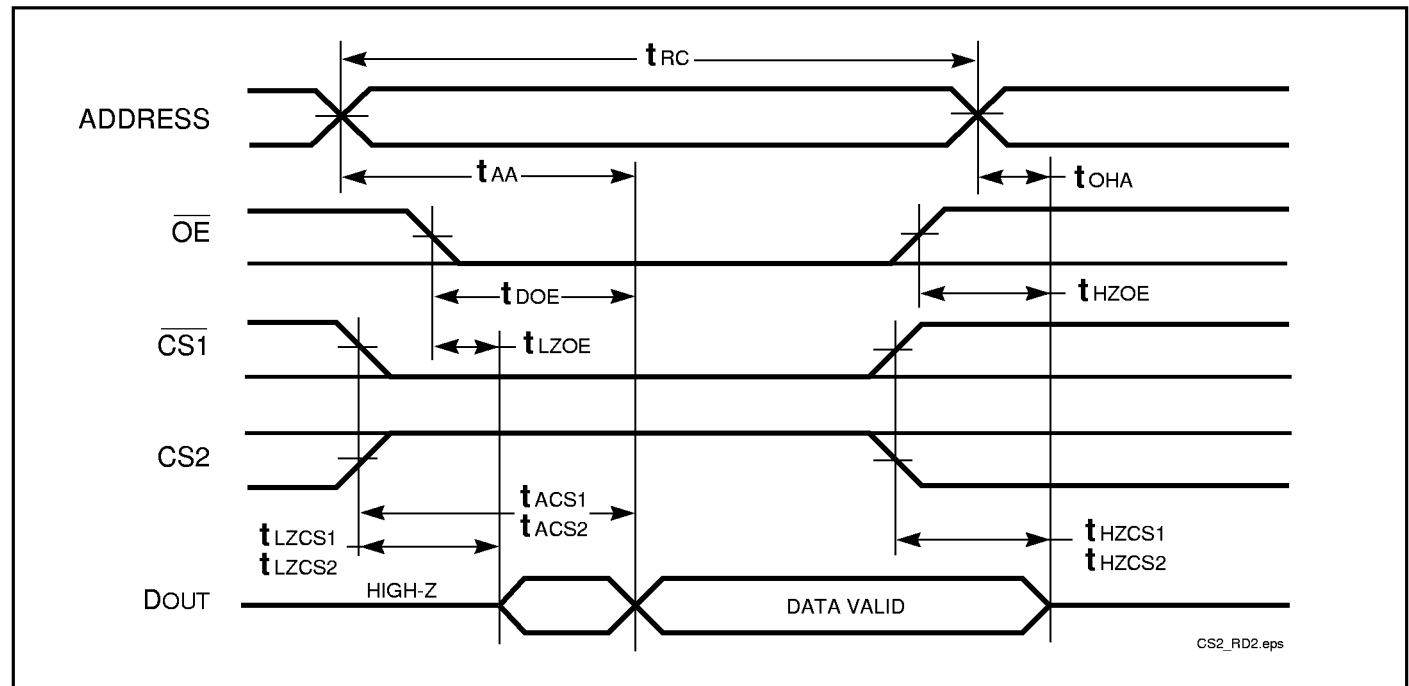 tRC
ADDRESS
tAA
tOHA
OE
tDOE
tHZOE
CS1
tLZOE
CS2
tACS1
tACS2
tLZCS1
tLZCS2
tHZCS1
tHZCS2
HIGH-Z
DOUT
DATA VALID
CS2_RD2.eps